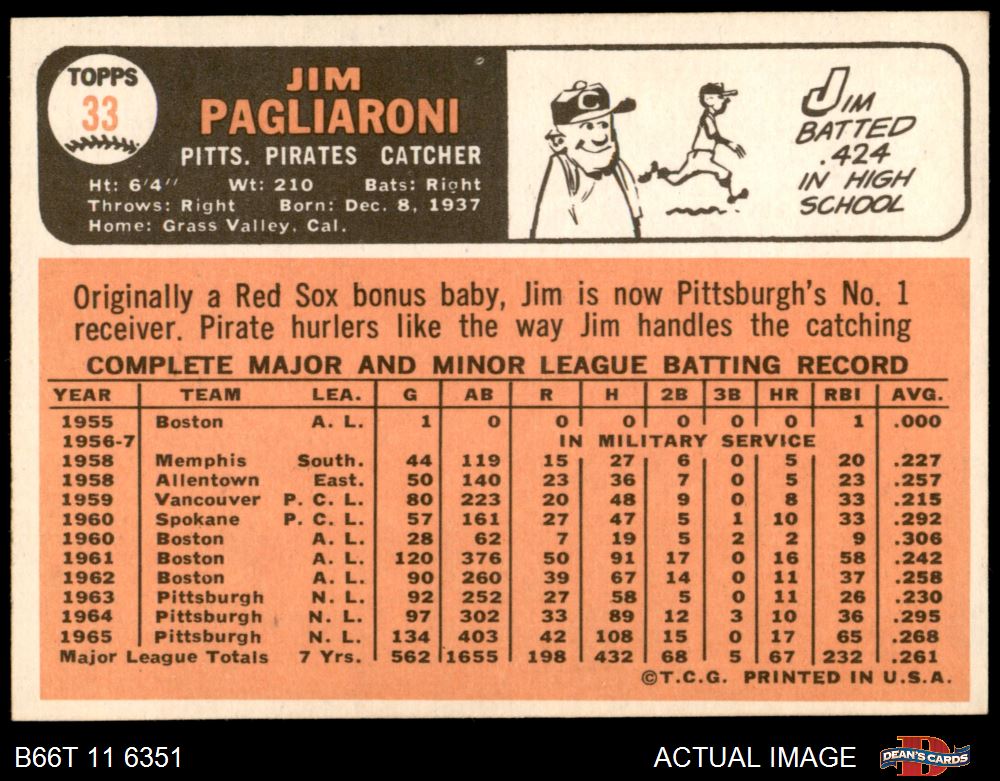 TOPPS
33
JIM
PAGLIARONI
PITTS. PIRATES CATCHER
Ht: 6'4" Wt: 210 Bats: Right
Throws: Right Born: Dec. 8, 1937
Home: Grass Valley, Cal.
C
JIM
BATTED
.424
IN HIGH
SCHOOL
Originally a Red Sox bonus baby, Jim is now Pittsburgh's No. 1
receiver. Pirate hurlers like the way Jim handles the catching
COMPLETE MAJOR AND MINOR LEAGUE BATTING RECORD
YEAR TEAM LEA. G AB R H 2B 3B HR RBI AVG.
1955 Boston A. L. 1 0 0 0 0 0 0 1 .000
1956-7 IN MILITARY SERVICE
1958 Memphis South. 44 119 15 27 6 0 5 20 .227
1958 Allentown East. 50 140 23 36 7 0 5 23 .257
1959 Vancouver P. C. L. 80 223 20 48 9 0 8 33 .215
1960 Spokane P. C. L. 57 161 27 47 5 1 10 33 .292
1960 Boston A. L. 28 62 7 19 5 2 2 9 .306
1961 Boston A. L. 120 376 50 91 17 0 16 58 .242
1962 Boston A. L. 90 260 39 67 14 0 11 37 .258
1963 Pittsburgh N. L. 92 252 27 58 5 0 11 26 .230
1964 Pittsburgh N. L. 97 302 33 89 12 3 10 36 .295
1965 Pittsburgh N. L. 134 403 42 108 15 0 17 65 .268
Major League Totals 7 Yrs. 562 1655 198 432 68 5 67 232 .261
©T.C.G. PRINTED IN U.S.A.
B66T 11 6351
ACTUAL IMAGE
DEAN'S CARDS